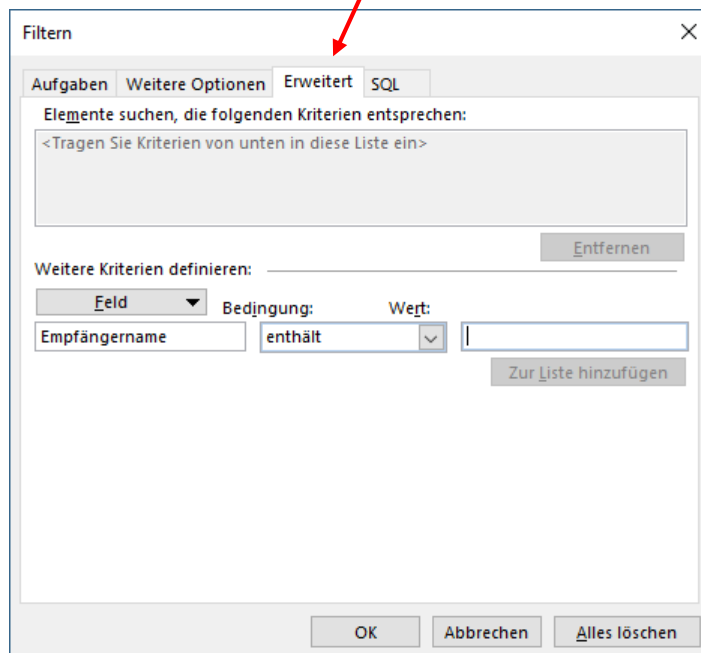 Filtern
Aufgaben Weitere Optionen Erweitert SQL
Elemente suchen, die folgenden Kriterien entsprechen:
<Tragen Sie Kriterien von unten in diese Liste ein>
Entfernen
Weitere Kriterien definieren:
Feld Bedingung: Wert:
Empfängername enthält
Zur Liste hinzufügen
OK Abbrechen Alles löschen